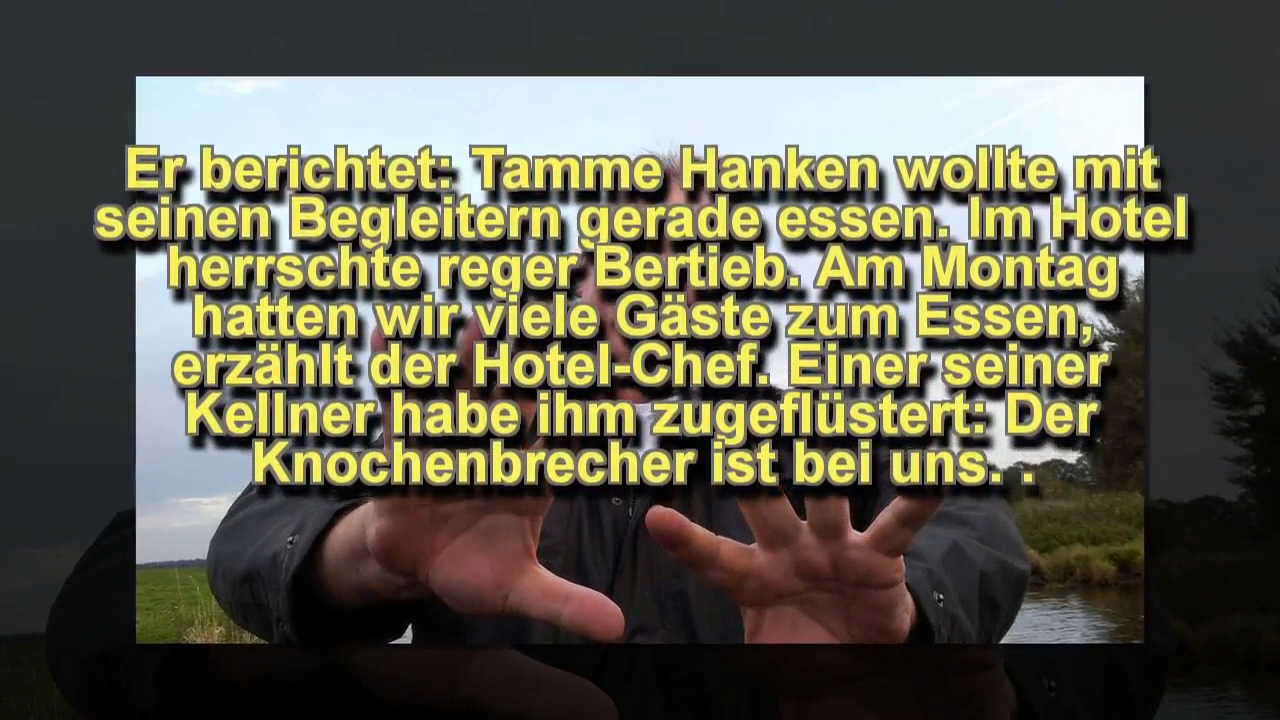 Er berichtet: Tamme Hanken wollte mit
seinen Begleitern gerade essen. Im Hotel
herrschte reger Bertieb. Am Montag
hatten wir viele Gäste zum Essen,
erzählt der Hotel-Chef. Einer seiner
Kellner habe ihm zugeflüstert: Der
Knochenbrecher ist bei uns. .